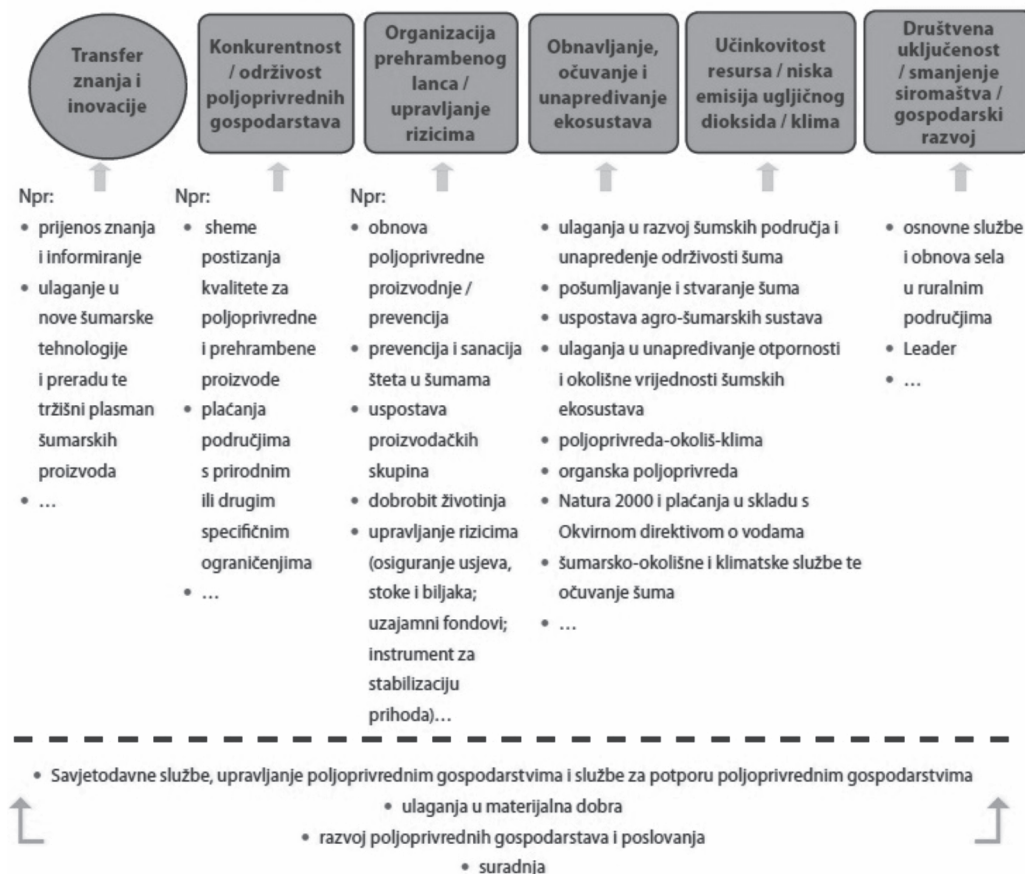 Transfer
znanja i
inovacije
Konkurentnost
/ održivost
poljoprivrednih
gospodarstava
Organizacija
prehrambenog
lanca /
upravljanje
rizicima
Obnavljanje,
očuvanje i
unapređivanje
ekosustava
Učinkovitost
resursa / niska
emisija ugljičnog
dioksida / klima
Društvena
uključenost
/ smanjenje
siromaštva /
gospodarski
razvoj
Npr:
• prijenos znanja
i informiranje
• ulaganje u
nove šumarske
tehnologije
i preradu te
tržišni plasman
šumarskih
proizvoda
• …
Npr:
• sheme
postizanja
kvalitete za
poljoprivredne
i prehrambene
proizvode
• plaćanja
područjima
s prirodnim
ili drugim
specifičnim
ograničenjima
• …
Npr:
• obnova
poljoprivredne
proizvodnje /
prevencija
• prevencija i sanacija
šteta u šumama
• uspostava
proizvođačkih
skupina
• dobrobit životinja
• upravljanje rizicima
(osiguranje usjeva,
stoke i biljaka;
uzajamni fondovi;
instrument za
stabilizaciju
prihoda)…
• ulaganja u razvoj šumskih područja i
unapređenje održivosti šuma
• pošumljavanje i stvaranje šuma
• uspostava agro-šumarskih sustava
• ulaganja u unapređivanje otpornosti
i okolišne vrijednosti šumskih
ekosustava
• poljoprivreda-okoliš-klima
• organska poljoprivreda
• Natura 2000 i plaćanja u skladu s
Okvirnom direktivom o vodama
• šumarsko-okolišne i klimatske službe te
očuvanje šuma
• …
• osnovne službe
i obnova sela
u ruralnim
područjima
• Leader
• …
• Savjetodavne službe, upravljanje poljoprivrednim gospodarstvima i službe za potporu poljoprivrednim gospodarstvima
• ulaganja u materijalna dobra
• razvoj poljoprivrednih gospodarstava i poslovanja
• suradnja